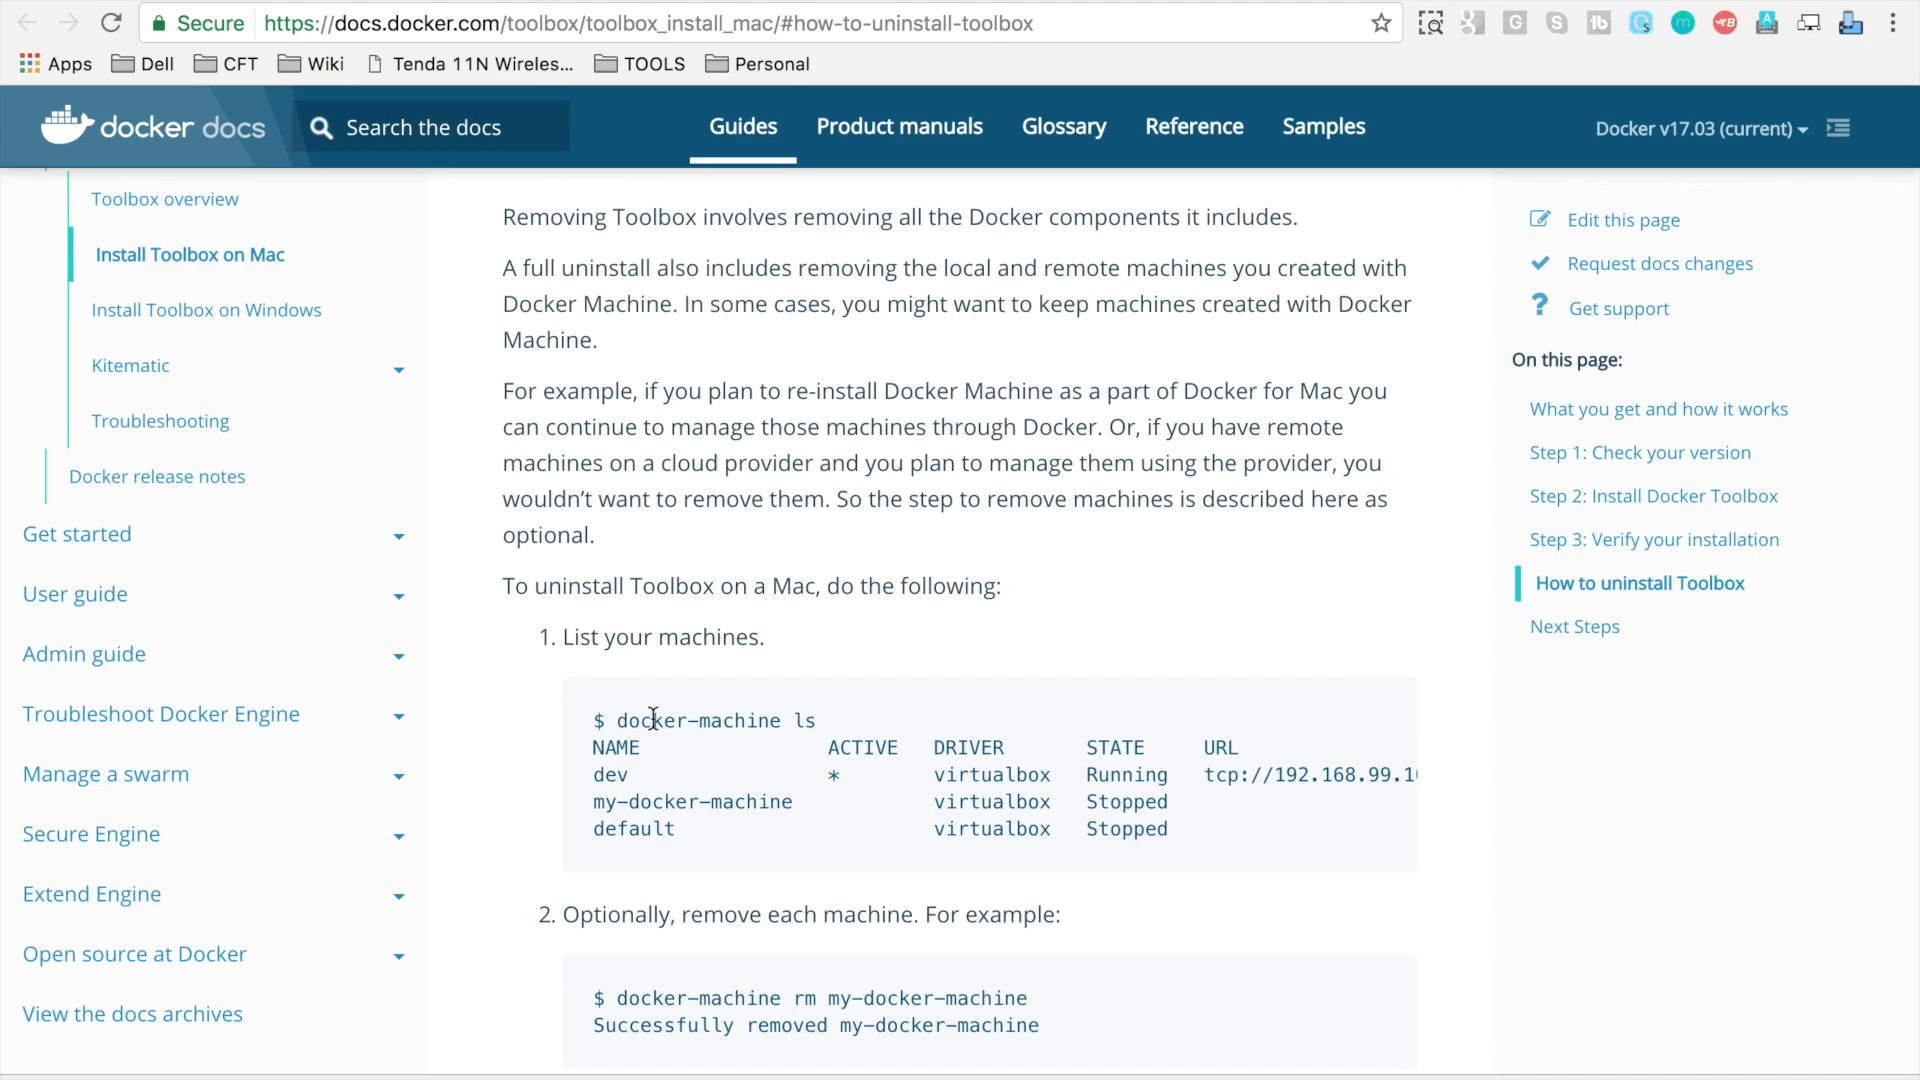 Secure https://docs.docker.com/toolbox/toolbox_install_mac/#how-to-uninstall-toolbox
Apps Dell CFT Wiki Tenda 11N Wireles... TOOLS Personal
docker docs Search the docs Guides Product manuals Glossary Reference Samples Docker v17.03 (current)
Toolbox overview
Install Toolbox on Mac
Install Toolbox on Windows
Kitematic
Troubleshooting
Docker release notes
Get started
User guide
Admin guide
Troubleshoot Docker Engine
Manage a swarm
Secure Engine
Extend Engine
Open source at Docker
View the docs archives
Removing Toolbox involves removing all the Docker components it includes.
A full uninstall also includes removing the local and remote machines you created with
Docker Machine. In some cases, you might want to keep machines created with Docker
Machine.
For example, if you plan to re-install Docker Machine as a part of Docker for Mac you
can continue to manage those machines through Docker. Or, if you have remote
machines on a cloud provider and you plan to manage them using the provider, you
wouldn’t want to remove them. So the step to remove machines is described here as
optional.
To uninstall Toolbox on a Mac, do the following:
1. List your machines.
$ docker-machine ls
NAME ACTIVE DRIVER STATE URL
dev * virtualbox Running tcp://192.168.99.10
my-docker-machine virtualbox Stopped
default virtualbox Stopped
2. Optionally, remove each machine. For example:
$ docker-machine rm my-docker-machine
Successfully removed my-docker-machine
Edit this page
Request docs changes
Get support
On this page:
What you get and how it works
Step 1: Check your version
Step 2: Install Docker Toolbox
Step 3: Verify your installation
How to uninstall Toolbox
Next Steps